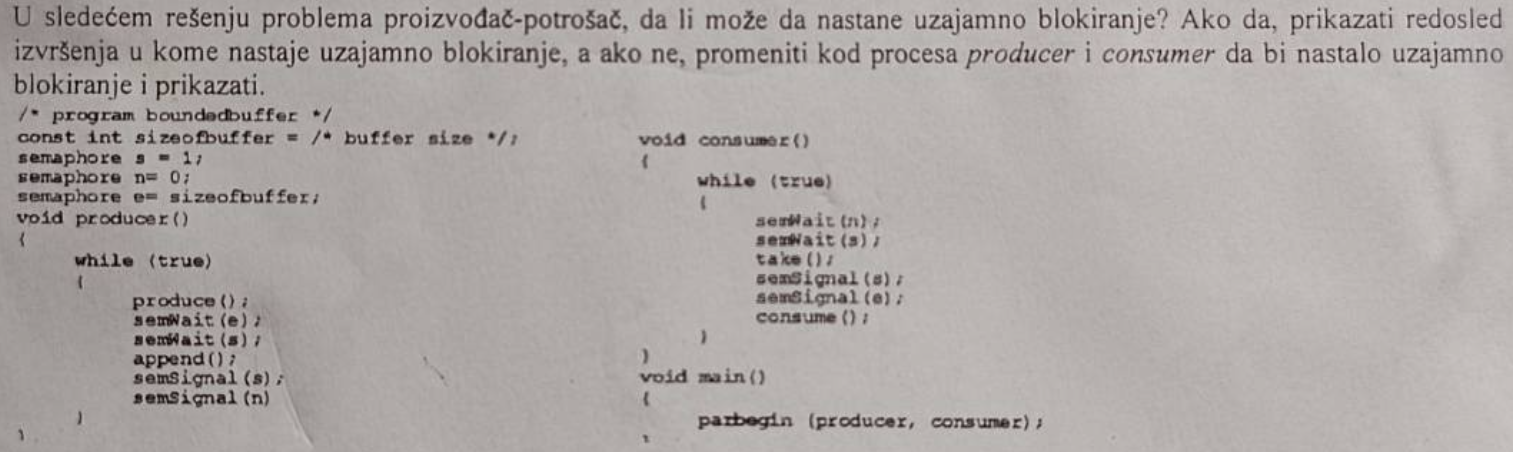 U sledećem rešenju problema proizvođač-potrošač, da li može da nastane uzajamno blokiranje? Ako da, prikazati redosled
izvršenja u kome nastaje uzajamno blokiranje, a ako ne, promeniti kod procesa producer i consumer da bi nastalo uzajamno
blokiranje i prikazati.
/* program boundedbuffer */
const int sizeofbuffer = /* buffer size */;
semaphore s = 1;
semaphore n= 0;
semaphore e= sizeofbuffer;
void producer()
{
while (true)
{
produce();
semWait(e);
semWait(s);
append();
semSignal(s);
semSignal(n)
}
}
void consumer()
{
while (true)
{
semWait(n);
semWait(s);
take();
semSignal(s);
semSignal(e);
consume();
}
}
void main()
{
parbegin (producer, consumer);
}